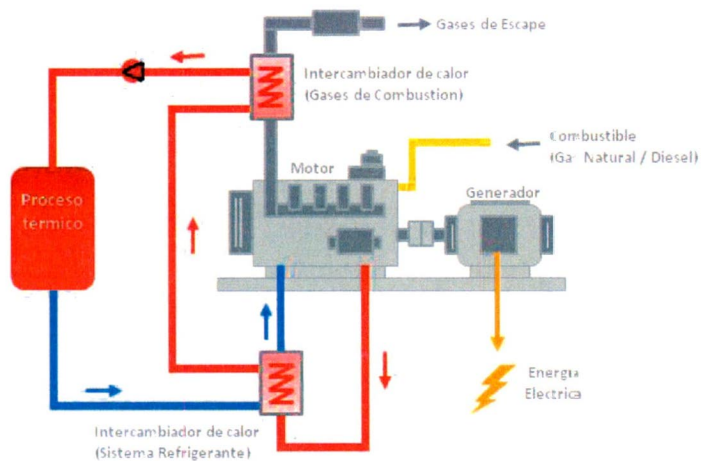 Gases de Escape
Intercambiador de calor
(Gases de Combustion)
Combustible
(Ga Natural / Diesel)
Motor
Generador
Proceso
térmico
Energia
Electrica
Intercambiador de calor
(Sistema Refrigerante)